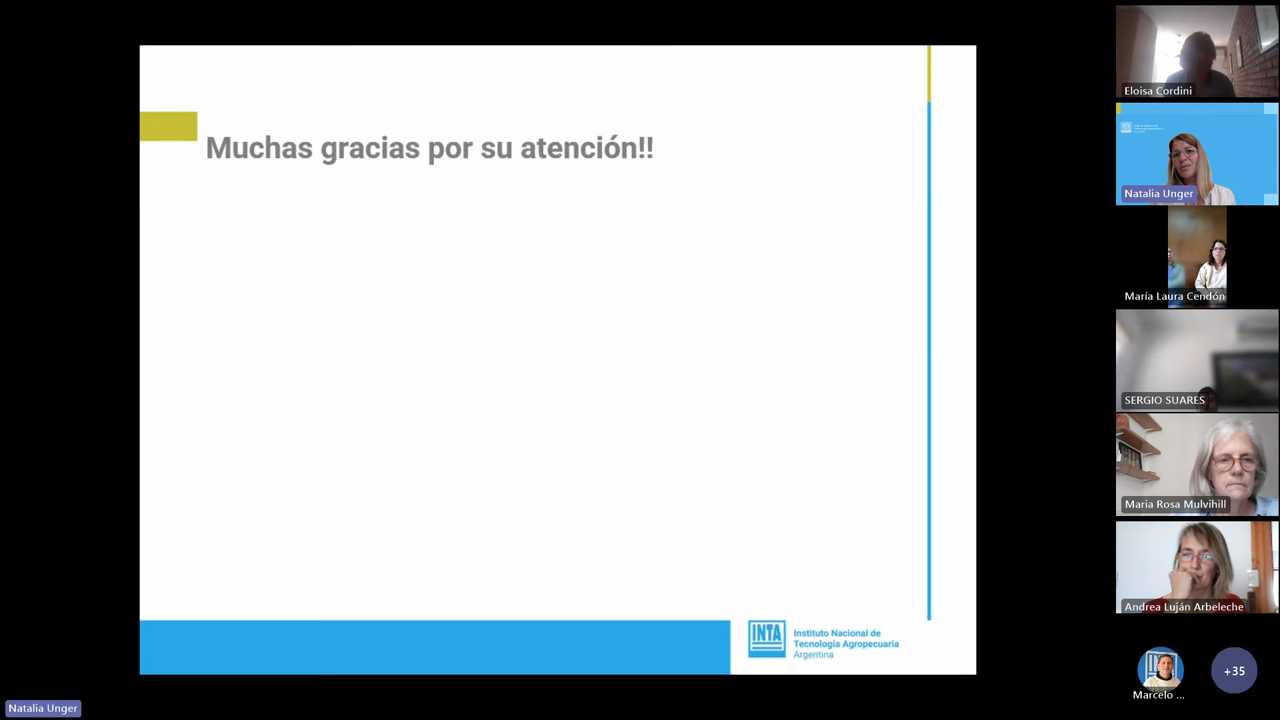 Muchas gracias por su atención!!
INTA
Instituto Nacional de
Tecnología Agropecuaria
Argentina
Eloisa Cordini
Natalia Unger
María Laura Cendón
SERGIO SUARES
Maria Rosa Mulvihill
Andrea Luján Arbeleche
Marcelo ...
+35
Natalia Unger